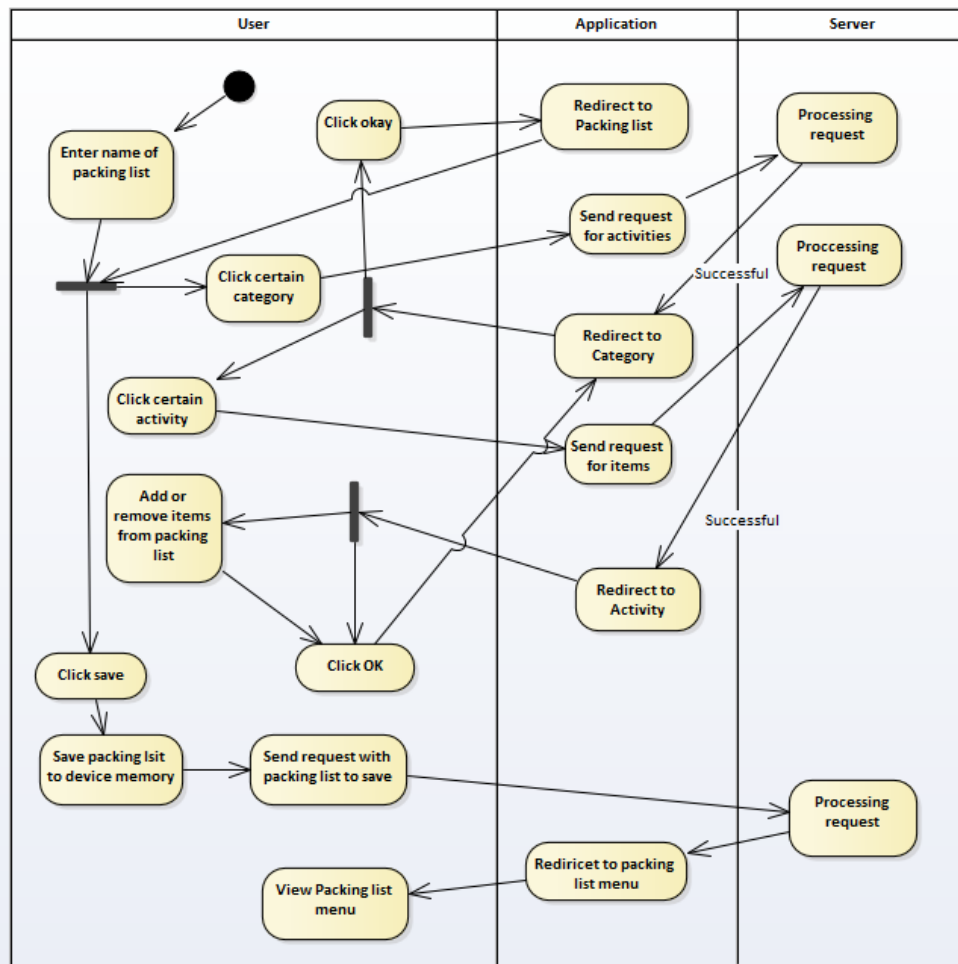 User
Application
Server
Click okay
Redirect to
Packing list
Processing
request
Enter name of
packing list
Send request
for activities
Proccessing
request
Click certain
category
Successful
Redirect to
Category
Click certain
activity
Send request
for items
Add or
remove items
from packing
list
Successful
Redirect to
Activity
Click save
Click OK
Save packing lsit
to device memory
Send request with
packing list to save
Processing
request
Rediricet to packing
list menu
View Packing list
menu